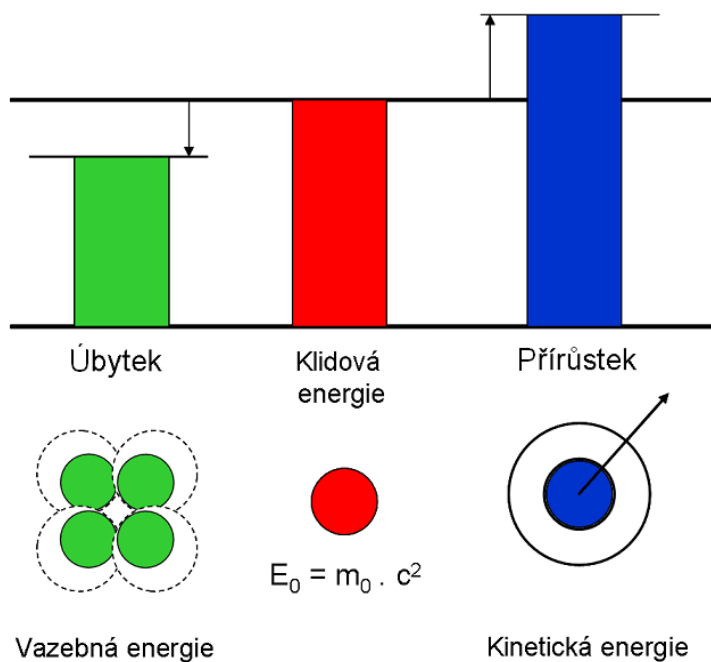 Úbytek
Klidová
energie
Přírůstek
E₀ = m₀ . c²
Vazebná energie
Kinetická energie